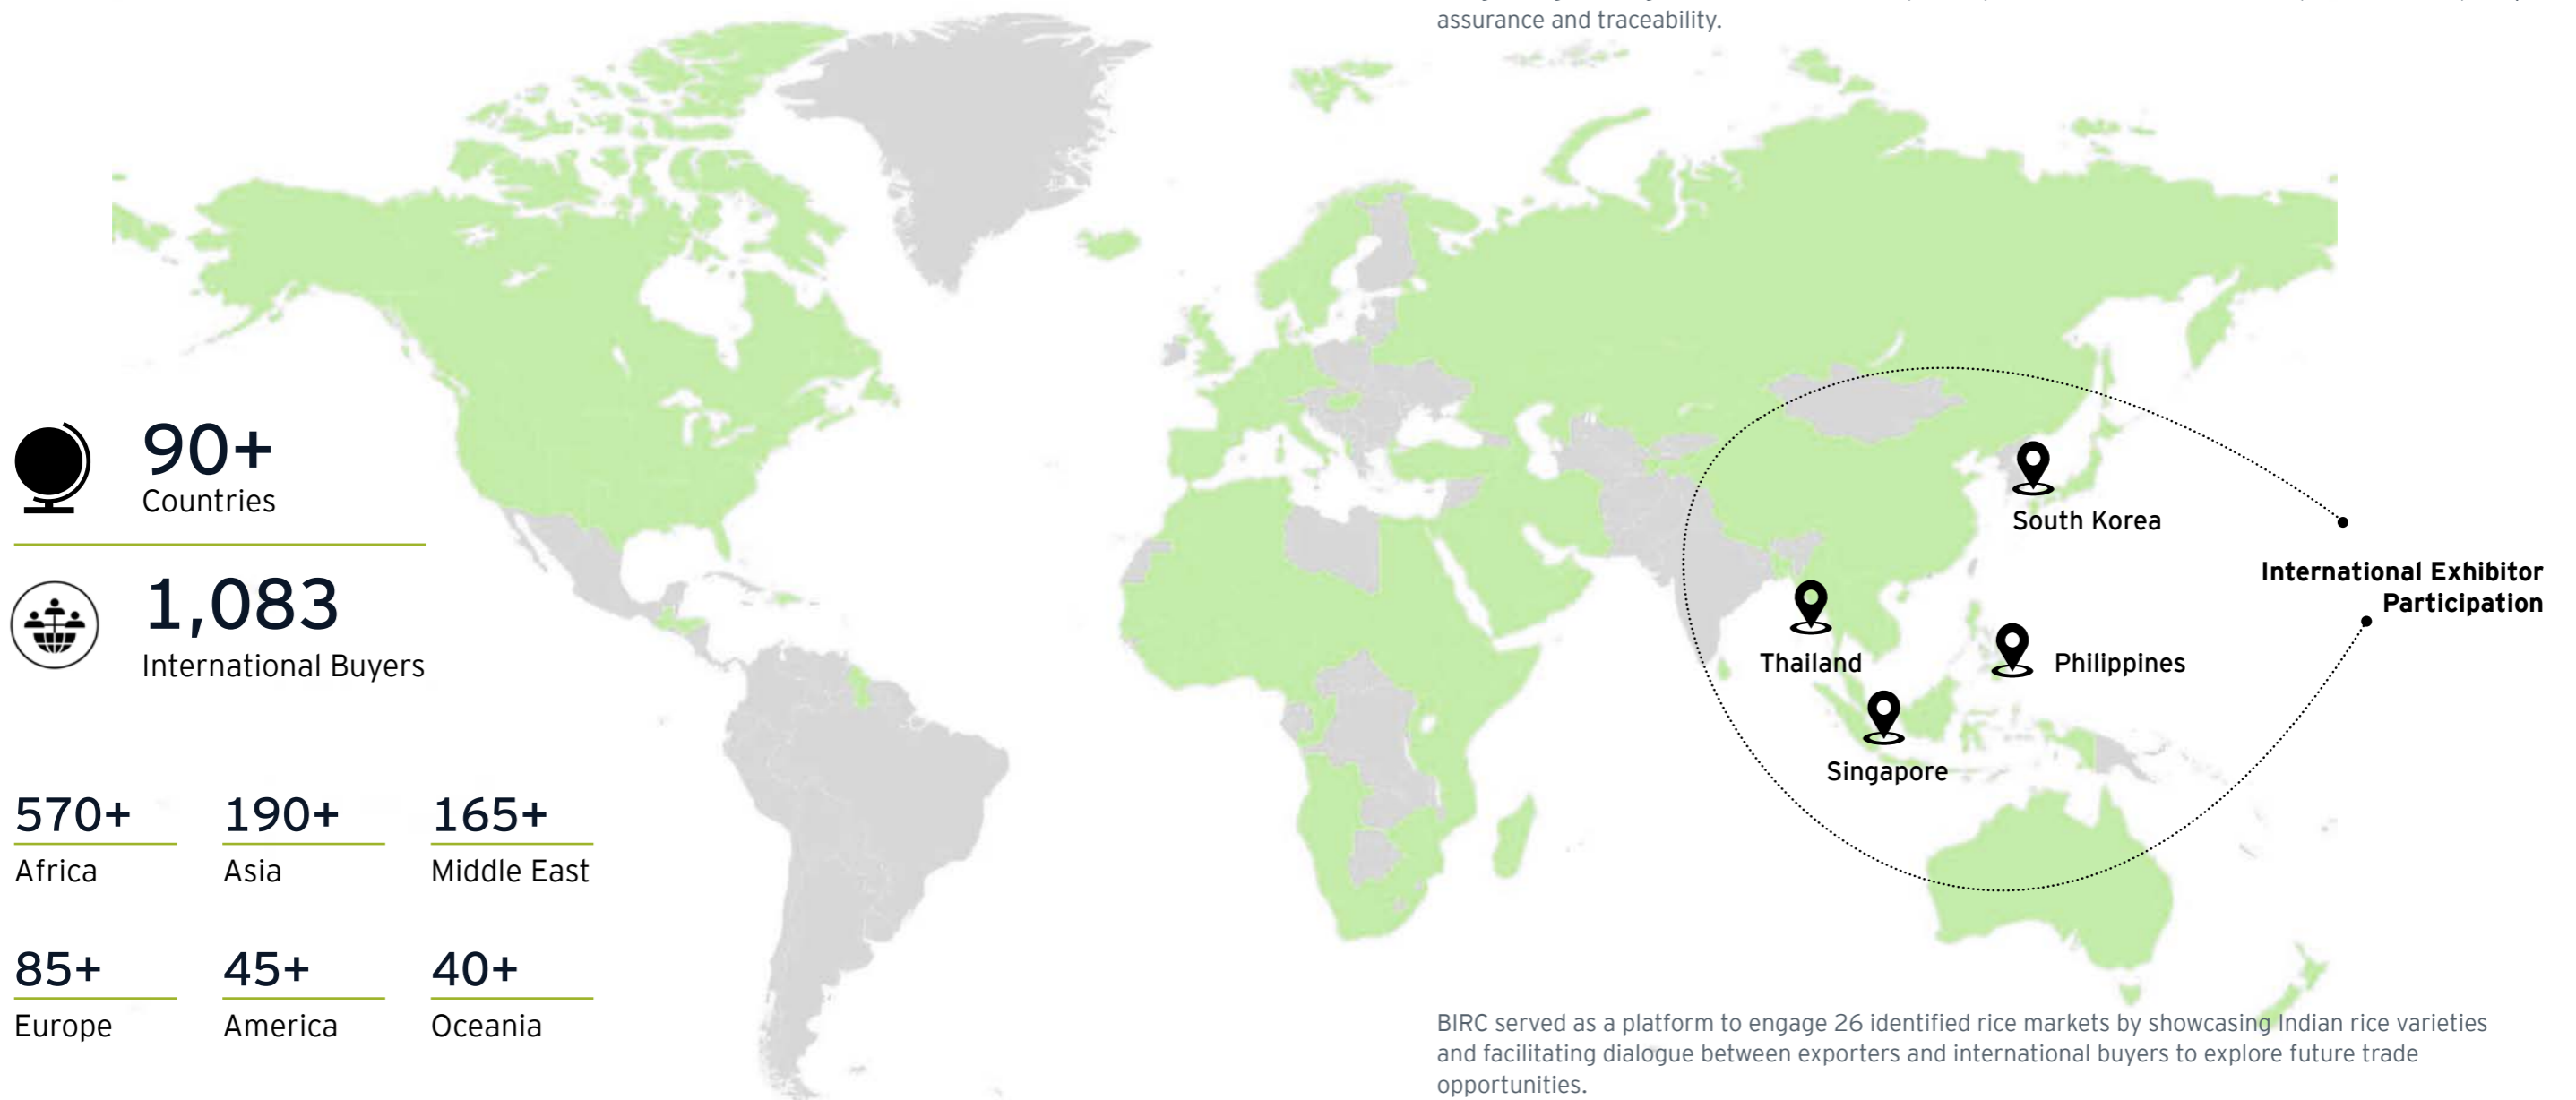 assurance and traceability.
90+
Countries
1,083
International Buyers
570+
Africa
190+
Asia
165+
Middle East
85+
Europe
45+
America
40+
Oceania
South Korea
Thailand
Philippines
Singapore
International Exhibitor
Participation
BIRC served as a platform to engage 26 identified rice markets by showcasing Indian rice varieties
and facilitating dialogue between exporters and international buyers to explore future trade
opportunities.